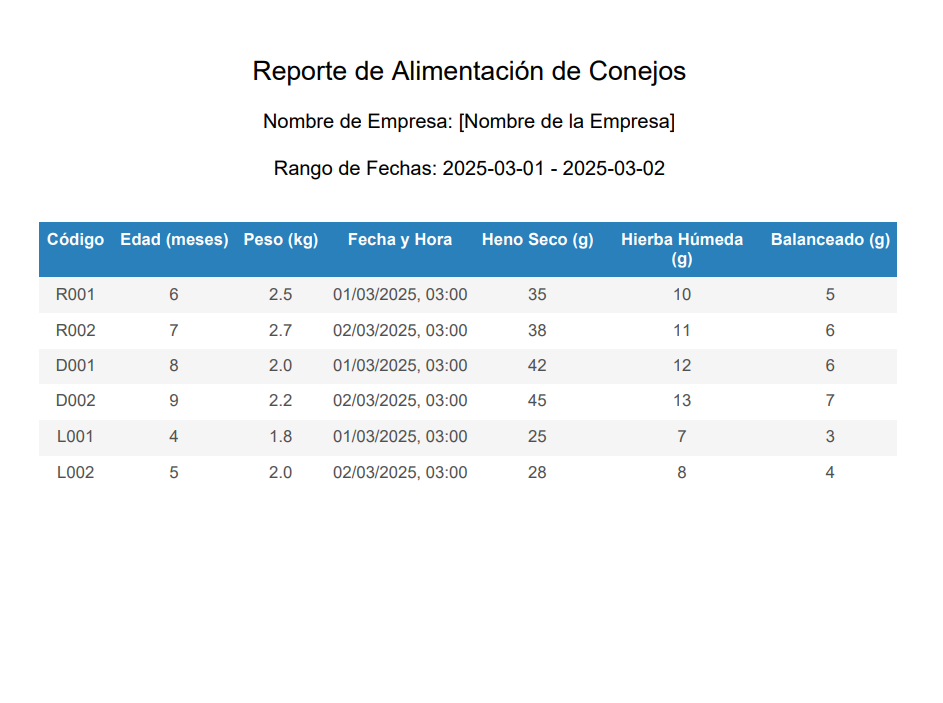 Reporte de Alimentación de Conejos
Nombre de Empresa: [Nombre de la Empresa]
Rango de Fechas: 2025-03-01 - 2025-03-02
Código Edad (meses) Peso (kg) Fecha y Hora Heno Seco (g) Hierba Húmeda (g) Balanceado (g)
R001 6 2.5 01/03/2025, 03:00 35 10 5
R002 7 2.7 02/03/2025, 03:00 38 11 6
D001 8 2.0 01/03/2025, 03:00 42 12 6
D002 9 2.2 02/03/2025, 03:00 45 13 7
L001 4 1.8 01/03/2025, 03:00 25 7 3
L002 5 2.0 02/03/2025, 03:00 28 8 4